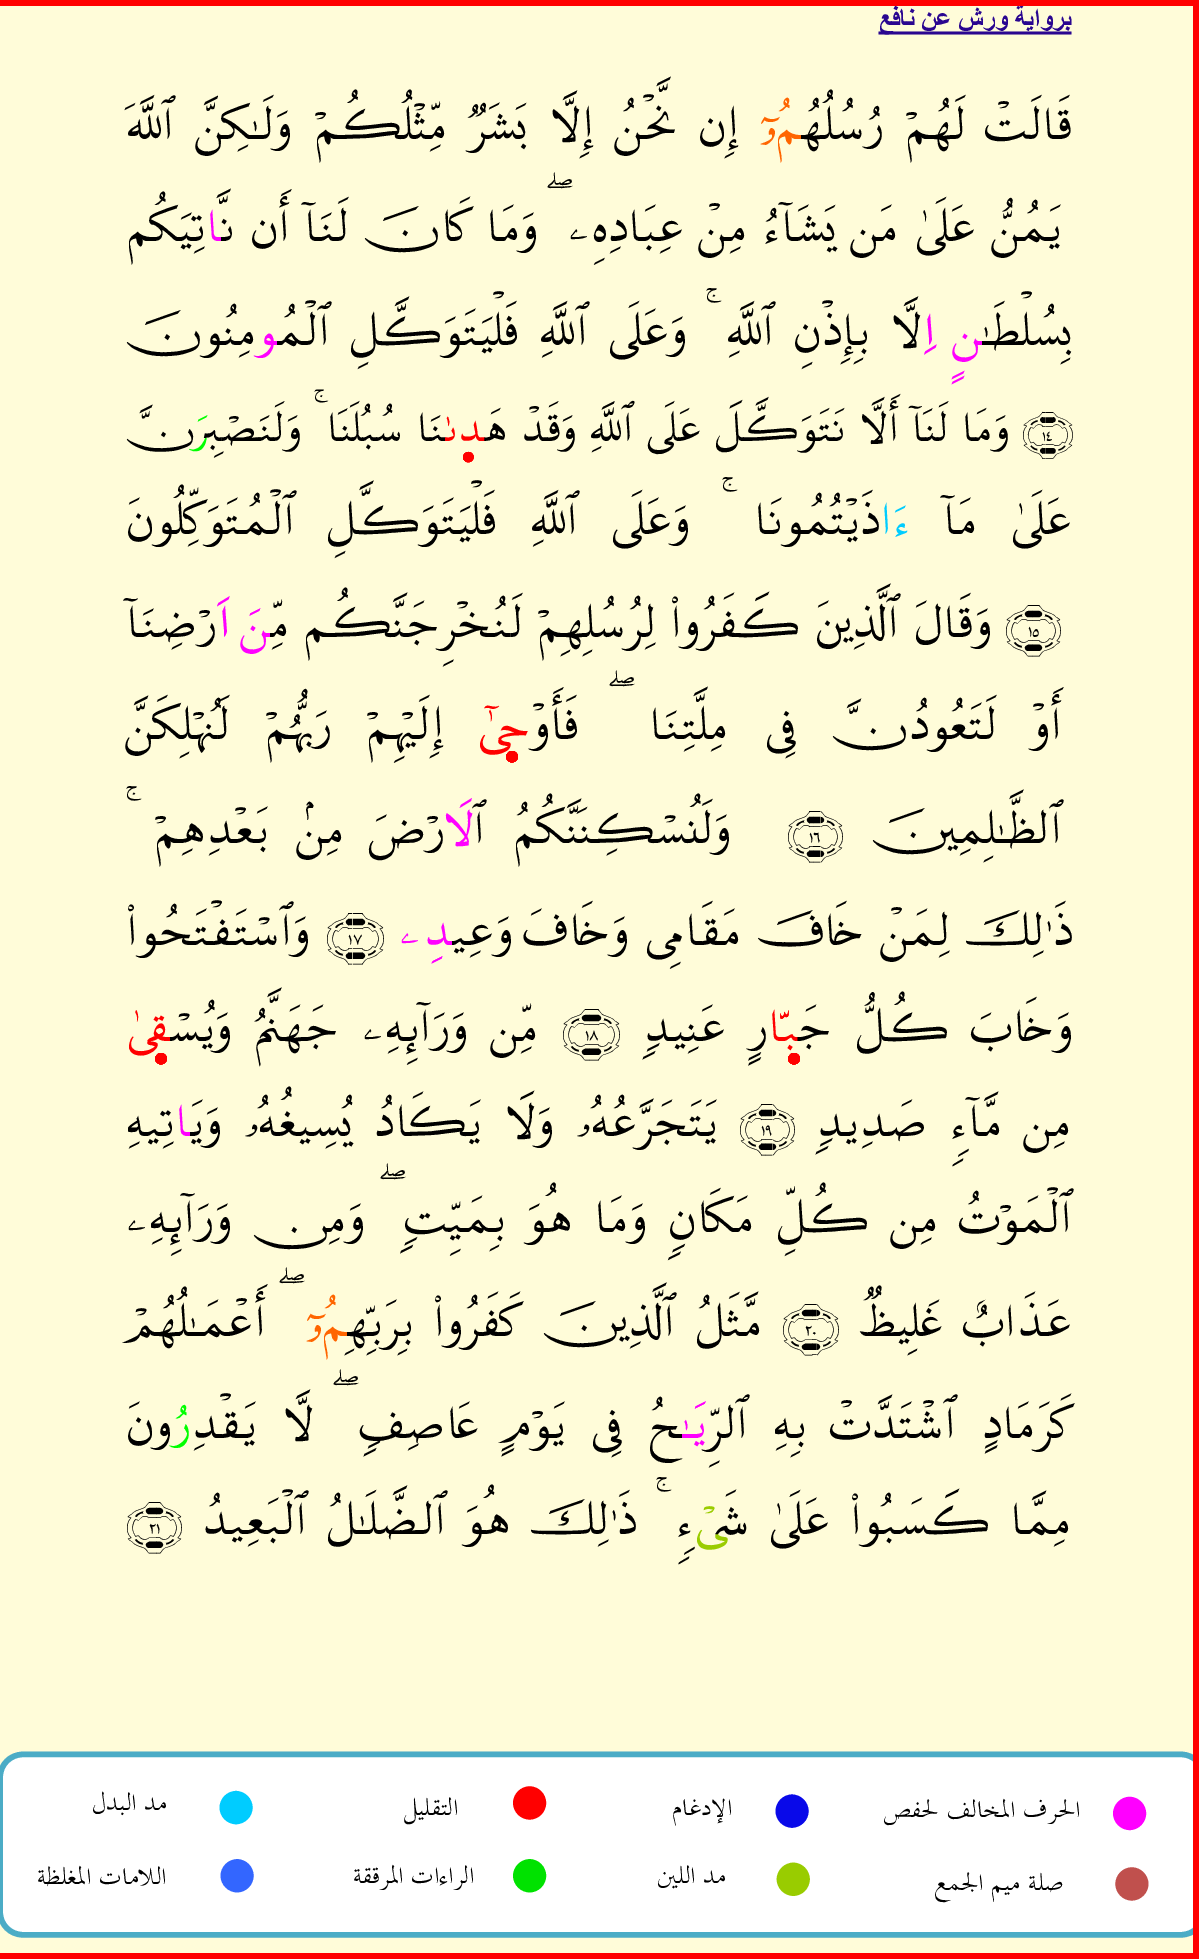 برواية ورش عن نافع
قَالَتْ لَهُمْ رُسُلُهُمُۥٓ إِن نَّحْنُ إِلَّا بَشَرٌ مِّثْلُكُمْ وَلَٰكِنَّ ٱللَّهَ
يَمُنُّ عَلَىٰ مَن يَشَآءُ مِنْ عِبَادِهِۦ ۖ وَمَا كَانَ لَنَآ أَن نَّاتِيَكُم
بِسُلْطَٰنٍ اِلَّا بِإِذْنِ ٱللَّهِ ۚ وَعَلَى ٱللَّهِ فَلْيَتَوَكَّلِ ٱلْمُومِنُونَ
١٤ وَمَا لَنَآ أَلَّا نَتَوَكَّلَ عَلَى ٱللَّهِ وَقَدْ هَدىٰنَا سُبُلَنَا ۚ وَلَنَصْبِرَنَّ
عَلَىٰ مَآ ءَاذَيْتُمُونَا ۚ وَعَلَى ٱللَّهِ فَلْيَتَوَكَّلِ ٱلْمُتَوَكِّلُونَ
١٥ وَقَالَ ٱلَّذِينَ كَفَرُوا۟ لِرُسُلِهِمْ لَنُخْرِجَنَّكُم مِّنَ اَرْضِنَآ
أَوْ لَتَعُودُنَّ فِى مِلَّتِنَا ۖ فَأَوْحىٰٓ إِلَيْهِمْ رَبُّهُمْ لَنُهْلِكَنَّ
ٱلظَّٰلِمِينَ ١٦ وَلَنُسْكِنَنَّكُمُ ٱلَارْضَ مِنۢ بَعْدِهِمْ ۚ
ذَٰلِكَ لِمَنْ خَافَ مَقَامِى وَخَافَ وَعِيدِۦ ١٧ وَٱسْتَفْتَحُوا۟
وَخَابَ كُلُّ جَبّارٍ عَنِيدٍ ١٨ مِّن وَرَآئِهِۦ جَهَنَّمُ وَيُسْقىٰ
مِن مَّآءٍ صَدِيدٍ ١٩ يَتَجَرَّعُهُۥ وَلَا يَكَادُ يُسِيغُهُۥ وَيَاتِيهِ
ٱلْمَوْتُ مِن كُلِّ مَكَانٍ وَمَا هُوَ بِمَيِّتٍ ۖ وَمِن وَرَآئِهِۦ
عَذَابٌ غَلِيظٌ ٢٠ مَّثَلُ ٱلَّذِينَ كَفَرُوا۟ بِرَبِّهِمُۥٓ ۖ أَعْمَٰلُهُمْ
كَرَمَادٍ ٱشْتَدَّتْ بِهِ ٱلرِّيَٰحُ فِى يَوْمٍ عَاصِفٍ ۖ لَّا يَقْدِرُونَ
مِمَّا كَسَبُوا۟ عَلَىٰ شَىْءٍ ۚ ذَٰلِكَ هُوَ ٱلضَّلَٰلُ ٱلْبَعِيدُ ٢١
الحرف المخالف لحفص الإدغام التقليل مد البدل
صلة ميم الجمع مد اللين الراءات المرققة اللامات المغلظة